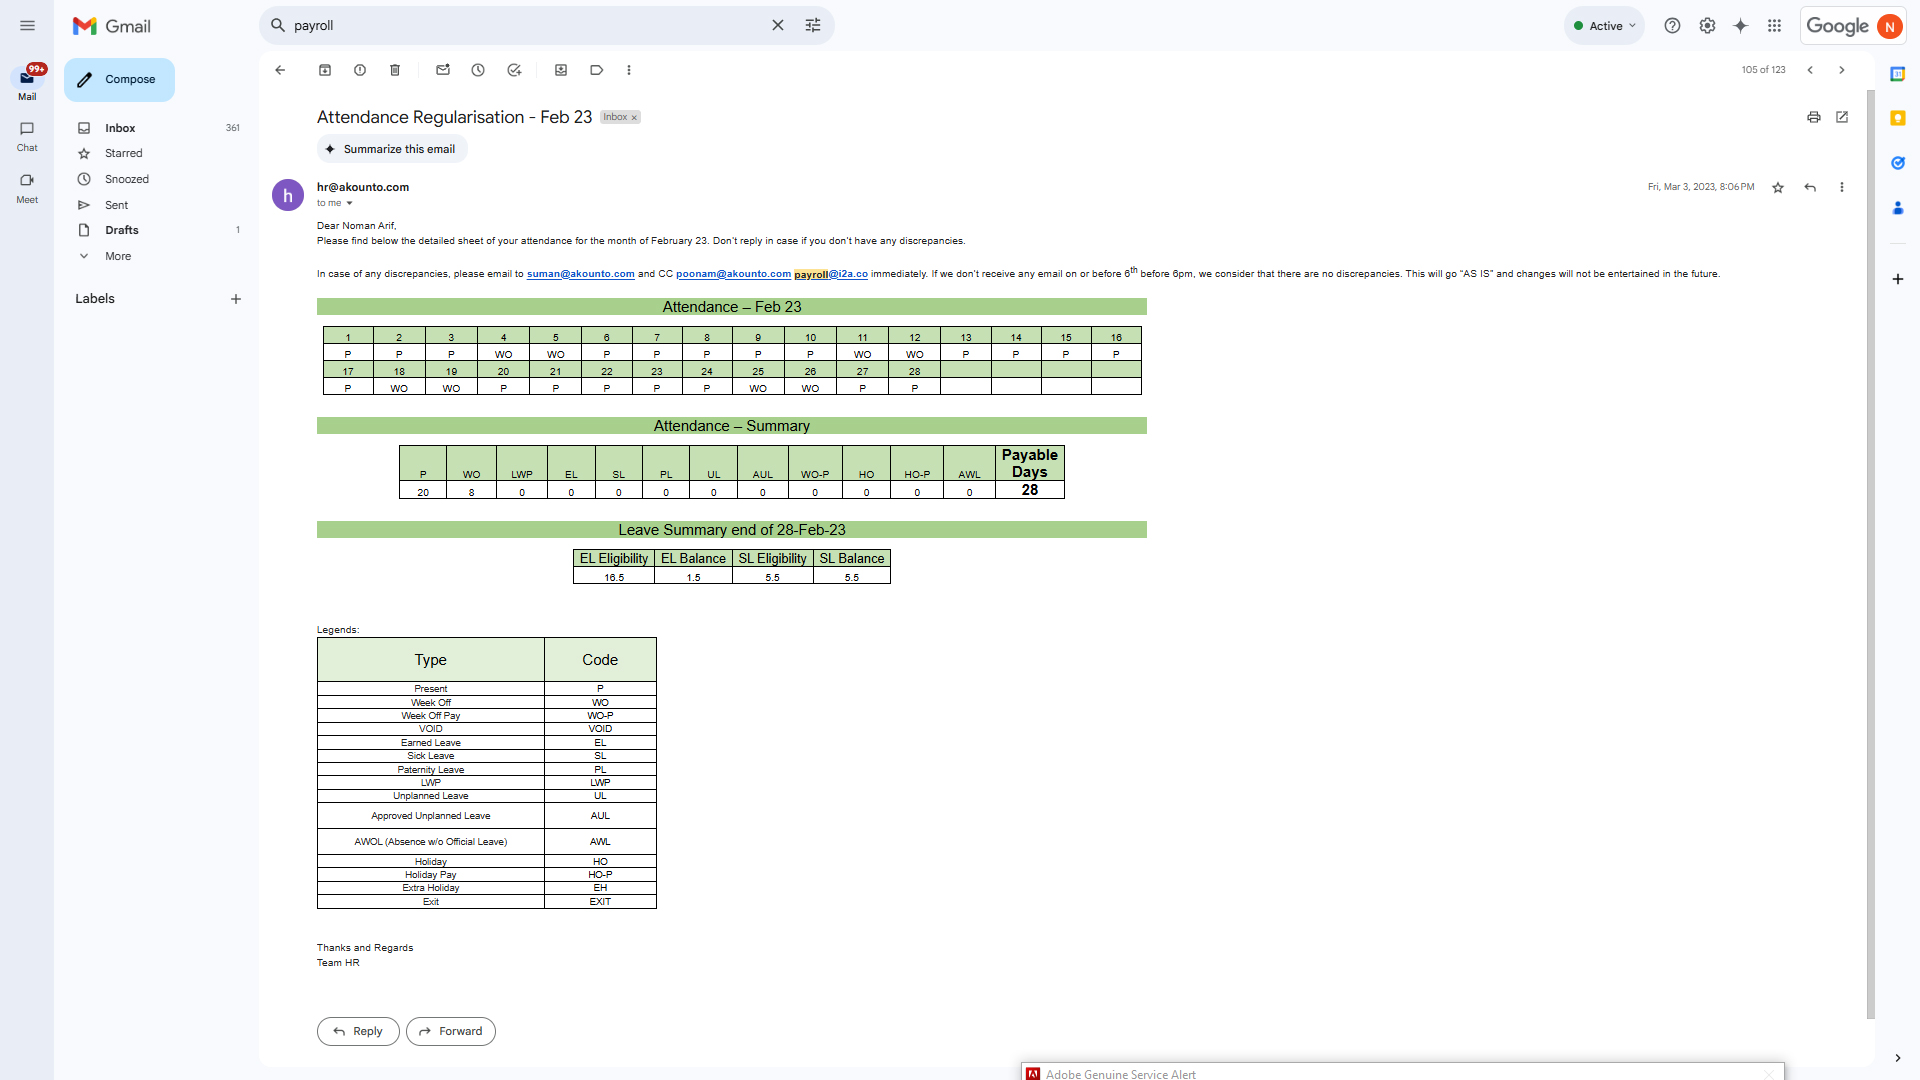 Gmail
payroll
Active
Google
N
99+
Mail
Chat
Meet
Compose
Inbox 361
Starred
Snoozed
Sent
Drafts 1
More
Labels
105 of 123
Attendance Regularisation - Feb 23 Inbox x
Summarize this email
h
hr@akounto.com
to me
Fri, Mar 3, 2023, 8:06 PM
Dear Noman Arif,
Please find below the detailed sheet of your attendance for the month of February 23. Don't reply in case if you don't have any discrepancies.
In case of any discrepancies, please email to suman@akounto.com and CC poonam@akounto.com payroll@i2a.co immediately. If we don't receive any email on or before 6th before 6pm, we consider that there are no discrepancies. This will go "AS IS" and changes will not be entertained in the future.
Attendance – Feb 23
1 2 3 4 5 6 7 8 9 10 11 12 13 14 15 16
P P P WO WO P P P P P WO WO P P P P
17 18 19 20 21 22 23 24 25 26 27 28
P WO WO P P P P P WO WO P P
Attendance – Summary
P WO LWP EL SL PL UL AUL WO-P HO HO-P AWL Payable Days
20 8 0 0 0 0 0 0 0 0 0 0 28
Leave Summary end of 28-Feb-23
EL Eligibility EL Balance SL Eligibility SL Balance
16.5 1.5 5.5 5.5
Legends:
Type Code
Present P
Week Off WO
Week Off Pay WO-P
VOID VOID
Earned Leave EL
Sick Leave SL
Paternity Leave PL
LWP LWP
Unplanned Leave UL
Approved Unplanned Leave AUL
AWOL (Absence w/o Official Leave) AWL
Holiday HO
Holiday Pay HO-P
Extra Holiday EH
Exit EXIT
Thanks and Regards
Team HR
Reply
Forward
Adobe Genuine Service Alert
31